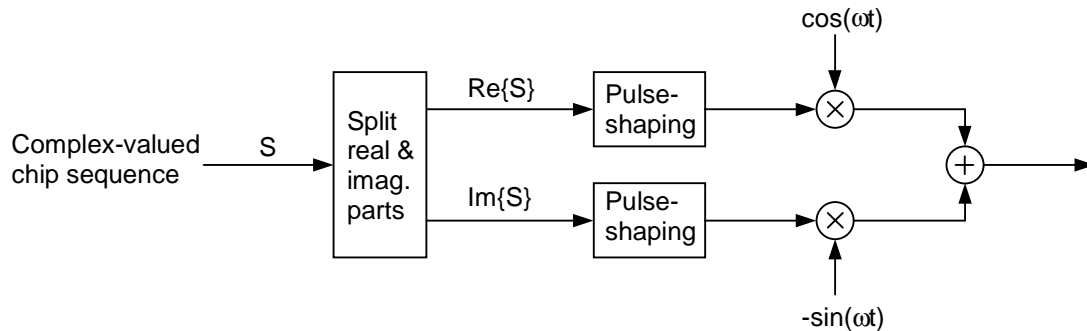 cos(ωt)
Complex-valued
chip sequence
S
Split
real &
imag.
parts
Re{S}
Pulse-
shaping
Im{S}
Pulse-
shaping
-sin(ωt)